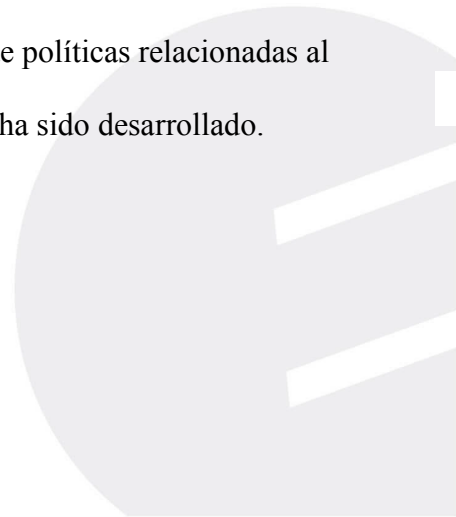 e políticas relacionadas al
ha sido desarrollado.